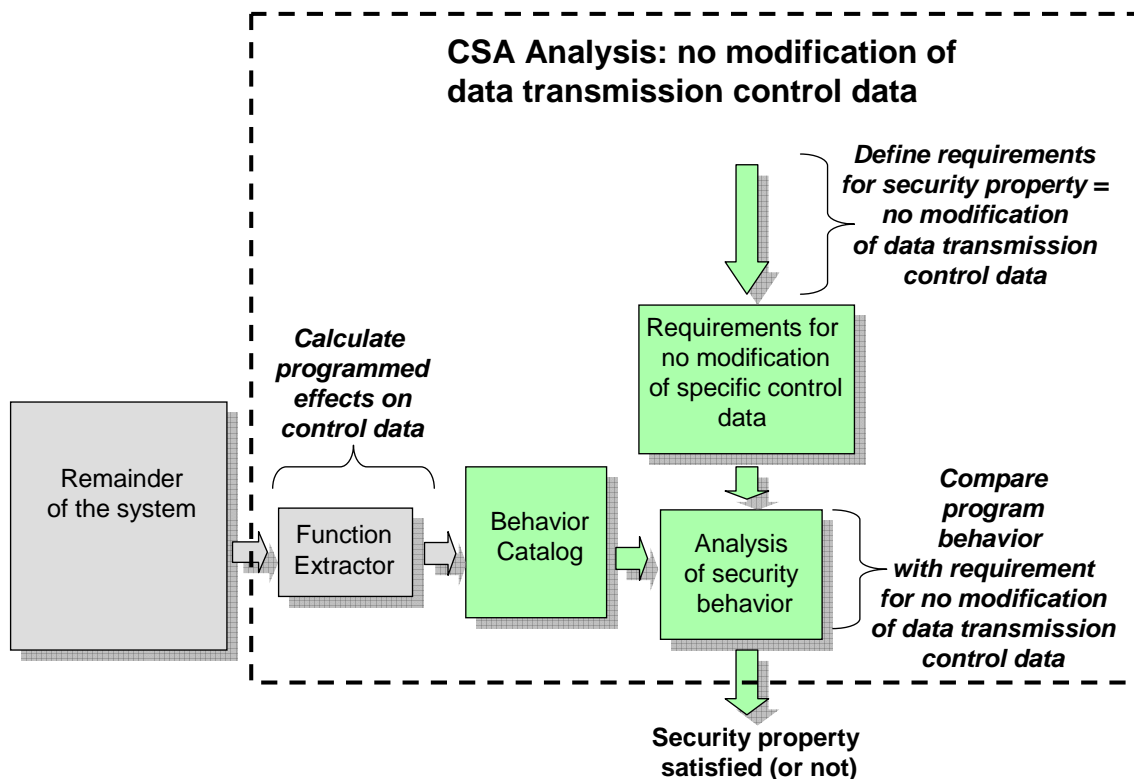 CSA Analysis: no modification of
data transmission control data
Define requirements
for security property =
no modification
of data transmission
control data
Requirements for
no modification
of specific control
data
Calculate
programmed
effects on
control data
Remainder
of the system
Function
Extractor
Behavior
Catalog
Analysis
of security
behavior
Compare
program
behavior
with requirement
for no modification
of data transmission
control data
Security property
satisfied (or not)